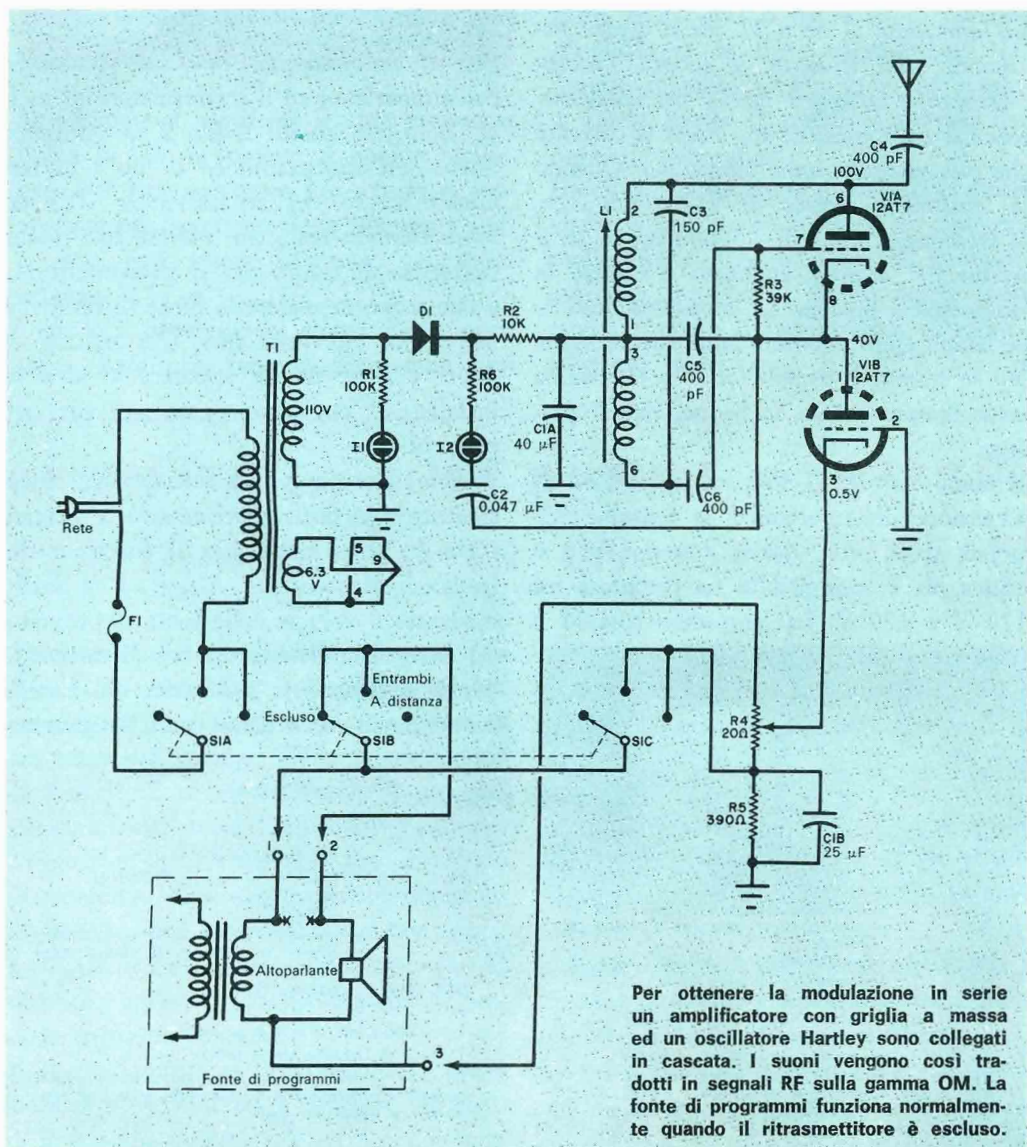 C4
400 pF
100V
6
V1A
12AT7
L1
2
C3
150 pF
7
R3
39K
8
D1
R2
10K
1
3
40V
T1
R1
100K
R6
100K
C5
400
pF
V1B
1 12AT7
110V
C1A
40 µF
2
I1
I2
6
3
0.5V
C2
0,047 µF
C6
400 pF
Rete
5
9
6.3
V
4
F1
Entrambi
A distanza
Escluso
S1A
S1B
S1C
R4
20Ω
R5
390Ω
C1B
25 µF
1
2
X
X
Altoparlante
3
Fonte di programmi
Per ottenere la modulazione in serie
un amplificatore con griglia a massa
ed un oscillatore Hartley sono collegati
in cascata. I suoni vengono così tra-
dotti in segnali RF sulla gamma OM. La
fonte di programmi funziona normalmen-
te quando il ritrasmettitore è escluso.